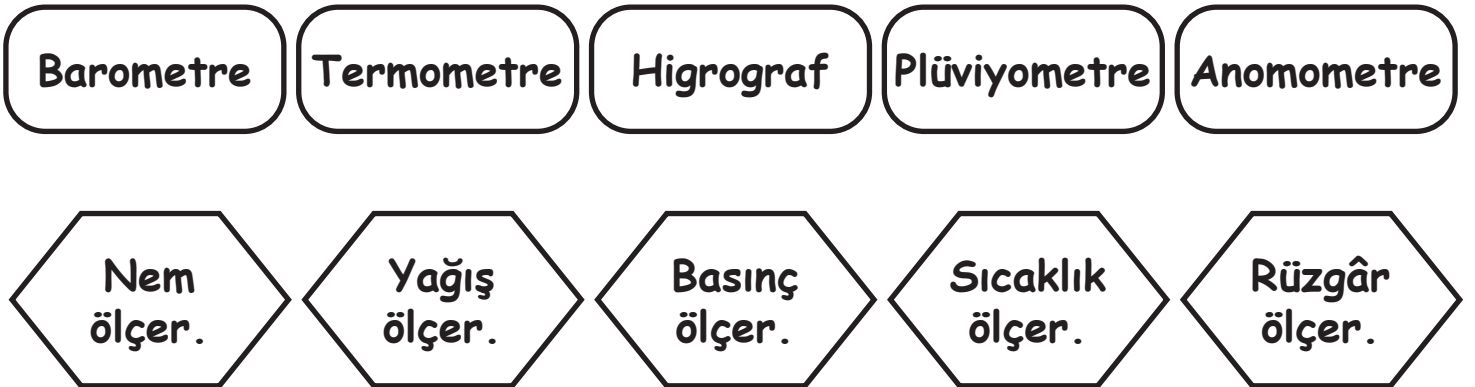 Barometre Termometre Higrograf Plüviyometre Anomometre
Nem Yağış Basınç Sıcaklık Rüzgâr
ölçer. ölçer. ölçer. ölçer. ölçer.